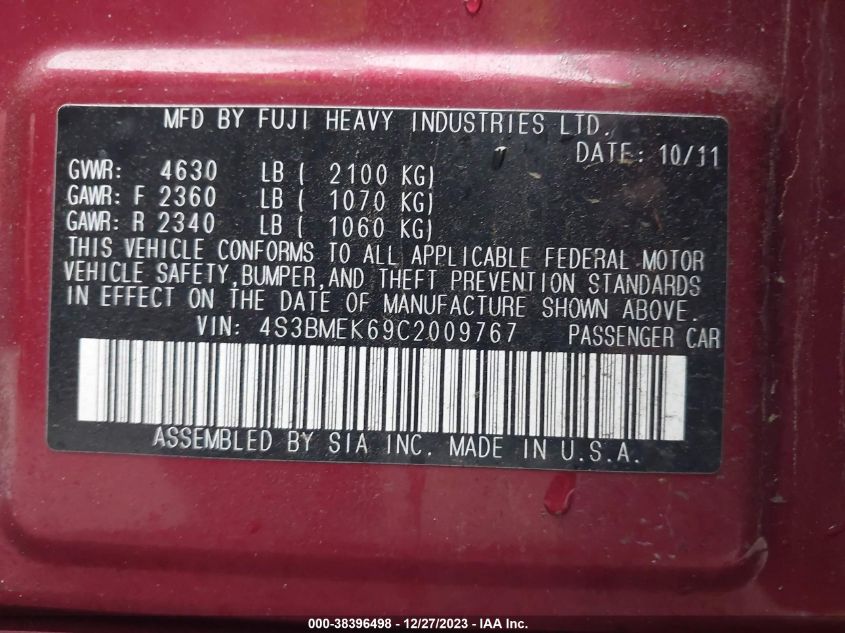 MFD BY FUJI HEAVY INDUSTRIES LTD.
DATE: 10/11
GVWR: 4630 LB ( 2100 KG)
GAWR: F 2360 LB ( 1070 KG)
GAWR: R 2340 LB ( 1060 KG)
THIS VEHICLE CONFORMS TO ALL APPLICABLE FEDERAL MOTOR
VEHICLE SAFETY,BUMPER,AND THEFT PREVENTION STANDARDS
IN EFFECT ON THE DATE OF MANUFACTURE SHOWN ABOVE.
VIN: 4S3BMEK69C2009767 PASSENGER CAR
ASSEMBLED BY SIA INC. MADE IN U.S.A.
000-38396498 - 12/27/2023 - IAA Inc.